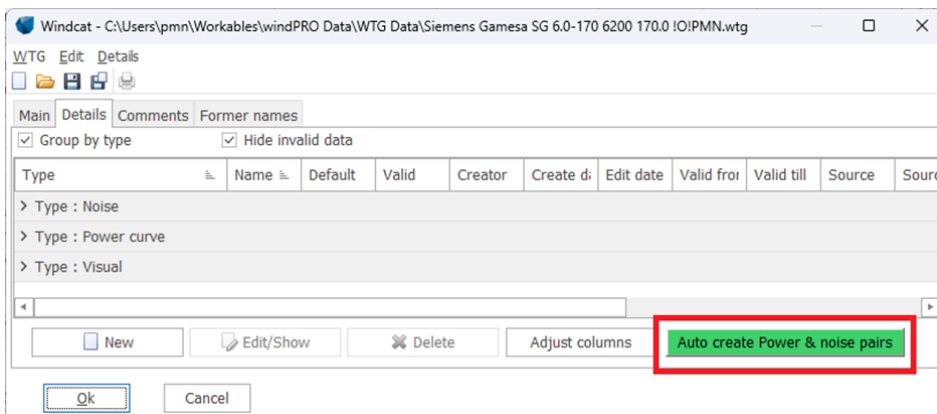 Windcat - C:\Users\pmn\Workables\windPRO Data\WTG Data\Siemens Gamesa SG 6.0-170 6200 170.0 !O!PMN.wtg
WTG Edit Details
Main Details Comments Former names
Group by type Hide invalid data
Type Name Default Valid Creator Create d Edit date Valid fror Valid till Source Sour
> Type : Noise
> Type : Power curve
> Type : Visual
New Edit/Show Delete Adjust columns Auto create Power & noise pairs
Ok Cancel